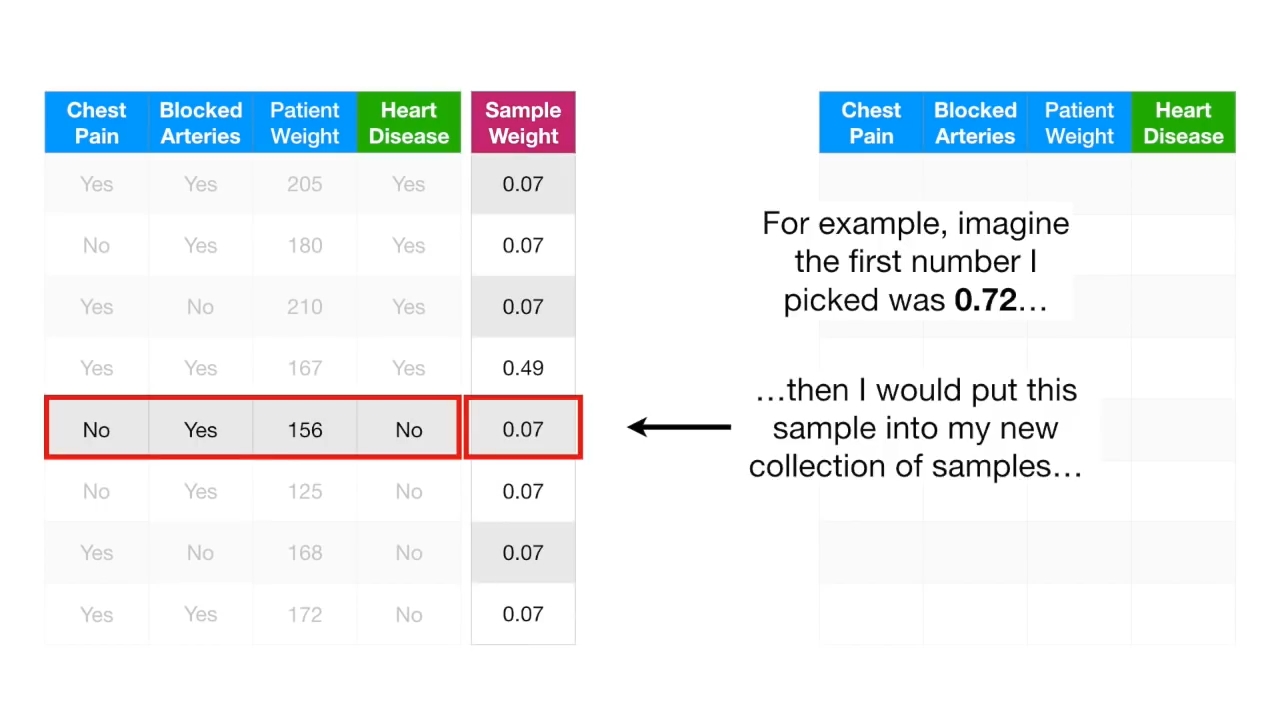 Chest Pain Blocked Arteries Patient Weight Heart Disease Sample Weight
Yes Yes 205 Yes 0.07
No Yes 180 Yes 0.07
Yes No 210 Yes 0.07
Yes Yes 167 Yes 0.49
No Yes 156 No 0.07
No Yes 125 No 0.07
Yes No 168 No 0.07
Yes Yes 172 No 0.07
Chest Pain Blocked Arteries Patient Weight Heart Disease
For example, imagine
the first number I
picked was 0.72…
…then I would put this
sample into my new
collection of samples…